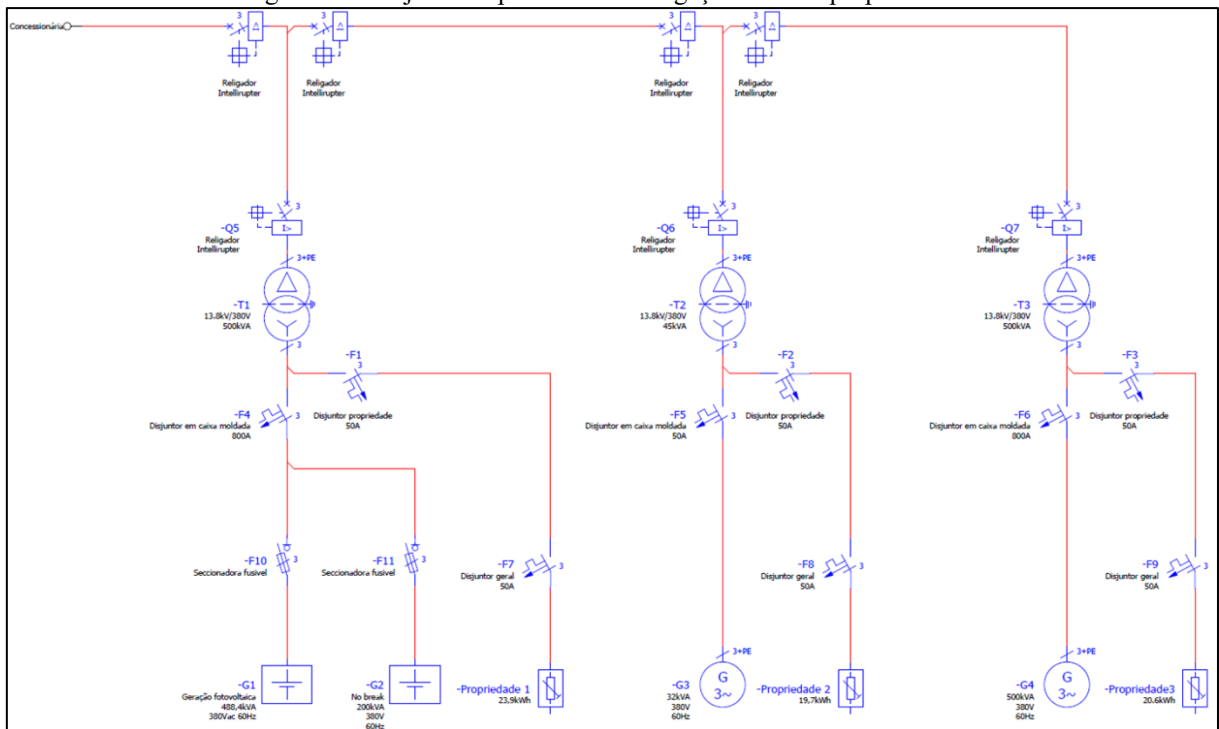 Concessionária
3
3
3
3
Religador
Intellirupter
Religador
Intellirupter
Religador
Intellirupter
Religador
Intellirupter
3
-Q5
I>
Religador
Intellirupter
3+PE
3
-Q6
I>
Religador
Intellirupter
3+PE
3
-Q7
I>
Religador
Intellirupter
3+PE
-T1
13.8kV/380V
500kVA
3
-T2
13.8kV/380V
45kVA
3
-T3
13.8kV/380V
500kVA
3
-F1
3
Disjuntor propriedade
50A
-F2
3
Disjuntor propriedade
50A
-F3
3
Disjuntor propriedade
50A
-F4
3
Disjuntor em caixa moldada
800A
-F5
3
Disjuntor em caixa moldada
50A
-F6
3
Disjuntor em caixa moldada
800A
-F10
3
Seccionadora fusivel
-F11
3
Seccionadora fusivel
-F7
3
Disjuntor geral
50A
-F8
3
Disjuntor geral
50A
-F9
3
Disjuntor geral
50A
-G1
Geração fotovoltaica
488,4kVA
380Vac 60Hz
-G2
No break
200kVA
380V
60Hz
-Propriedade 1
23,9kWh
3+PE
-G3
G
3~
32kVA
380V
60Hz
-Propriedade 2
19,7kWh
3+PE
-G4
G
3~
500kVA
380V
60Hz
-Propriedade3
20.6kWh